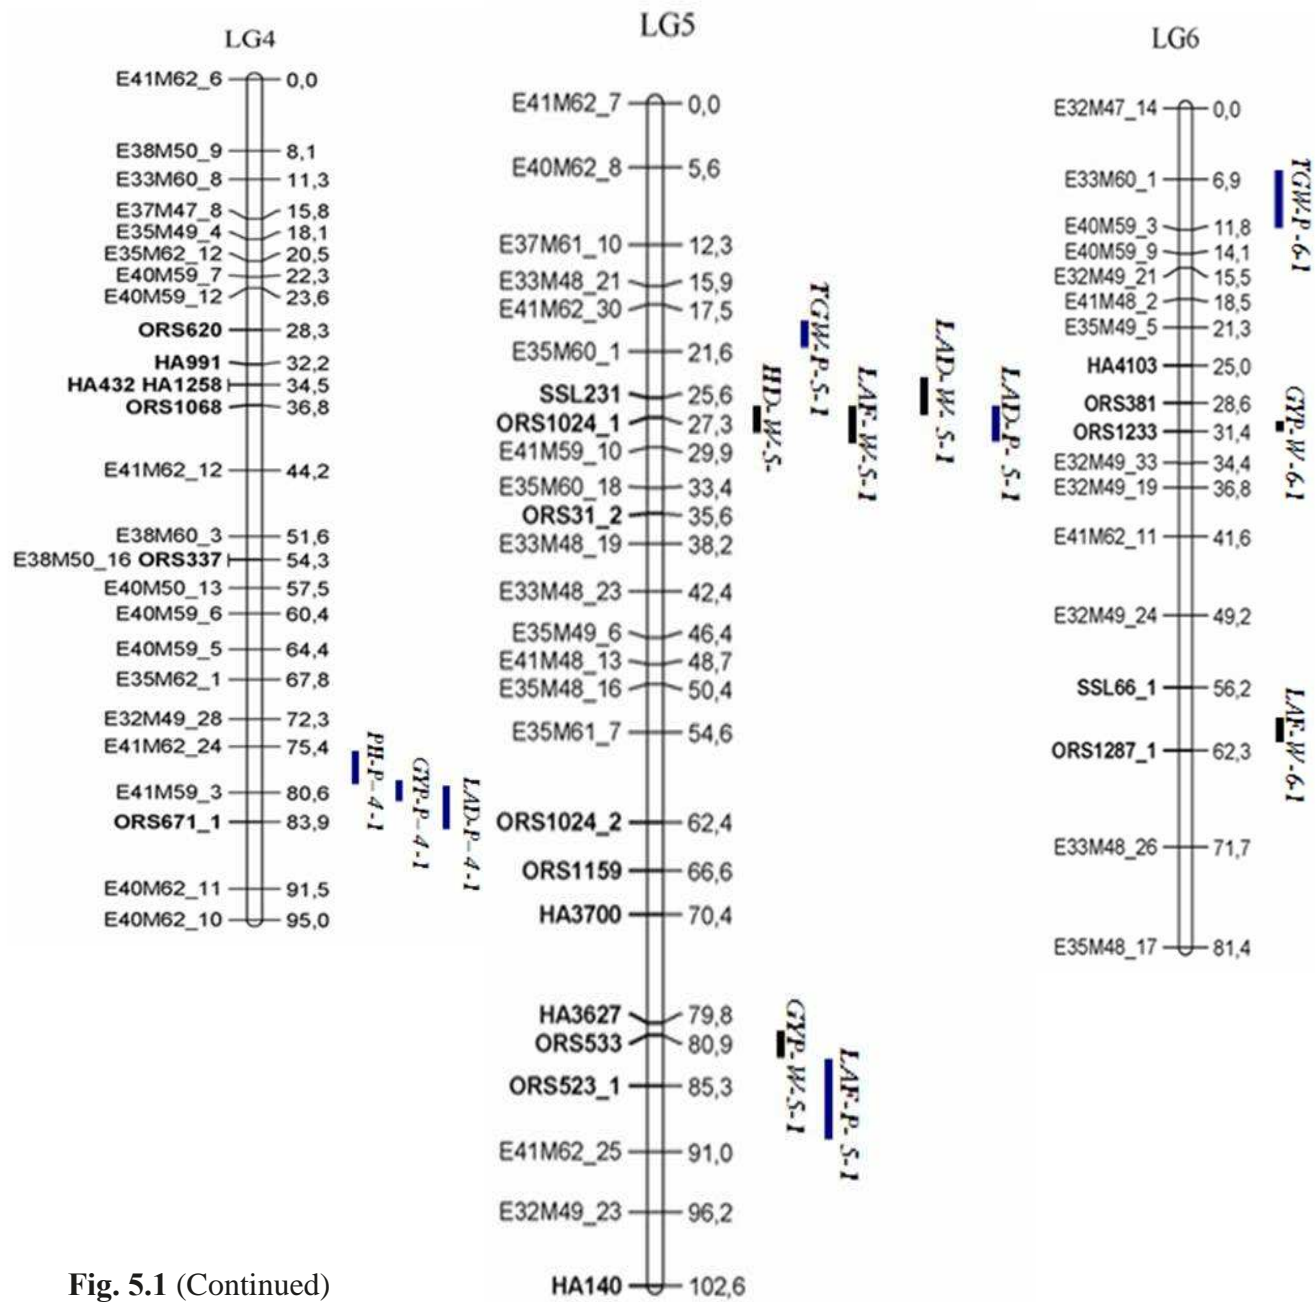 LG4
E41M62_6 0,0
E38M50_9 8,1
E33M60_8 11,3
E37M47_8 15,8
E35M49_4 18,1
E35M62_12 20,5
E40M59_7 22,3
E40M59_12 23,6
ORS620 28,3
HA991 32,2
HA432 HA1258 34,5
ORS1068 36,8
E41M62_12 44,2
E38M60_3 51,6
E38M50_16 ORS337 54,3
E40M50_13 57,5
E40M59_6 60,4
E40M59_5 64,4
E35M62_1 67,8
E32M49_28 72,3
E41M62_24 75,4
E41M59_3 80,6
ORS671_1 83,9
E40M62_11 91,5
E40M62_10 95,0
PH-P-4-1
GYP-P-4-1
LAD-P-4-1
LG5
E41M62_7 0,0
E40M62_8 5,6
E37M61_10 12,3
E33M48_21 15,9
E41M62_30 17,5
E35M60_1 21,6
SSL231 25,6
ORS1024_1 27,3
E41M59_10 29,9
E35M60_18 33,4
ORS31_2 35,6
E33M48_19 38,2
E33M48_23 42,4
E35M49_6 46,4
E41M48_13 48,7
E35M48_16 50,4
E35M61_7 54,6
ORS1024_2 62,4
ORS1159 66,6
HA3700 70,4
HA3627 79,8
ORS533 80,9
ORS523_1 85,3
E41M62_25 91,0
E32M49_23 96,2
HA140 102,6
HD-W-5-
TGW-P-5-1
LAF-W-5-1
LAD-W-5-1
LAD-P-5-1
GYP-W-5-1
LAF-P-5-1
LG6
E32M47_14 0,0
E33M60_1 6,9
E40M59_3 11,8
E40M59_9 14,1
E32M49_21 15,5
E41M48_2 18,5
E35M49_5 21,3
HA4103 25,0
ORS381 28,6
ORS1233 31,4
E32M49_33 34,4
E32M49_19 36,8
E41M62_11 41,6
E32M49_24 49,2
SSL66_1 56,2
ORS1287_1 62,3
E33M48_26 71,7
E35M48_17 81,4
TGW-P-6-1
GYP-W-6-1
LAF-W-6-1
Fig. 5.1 (Continued)